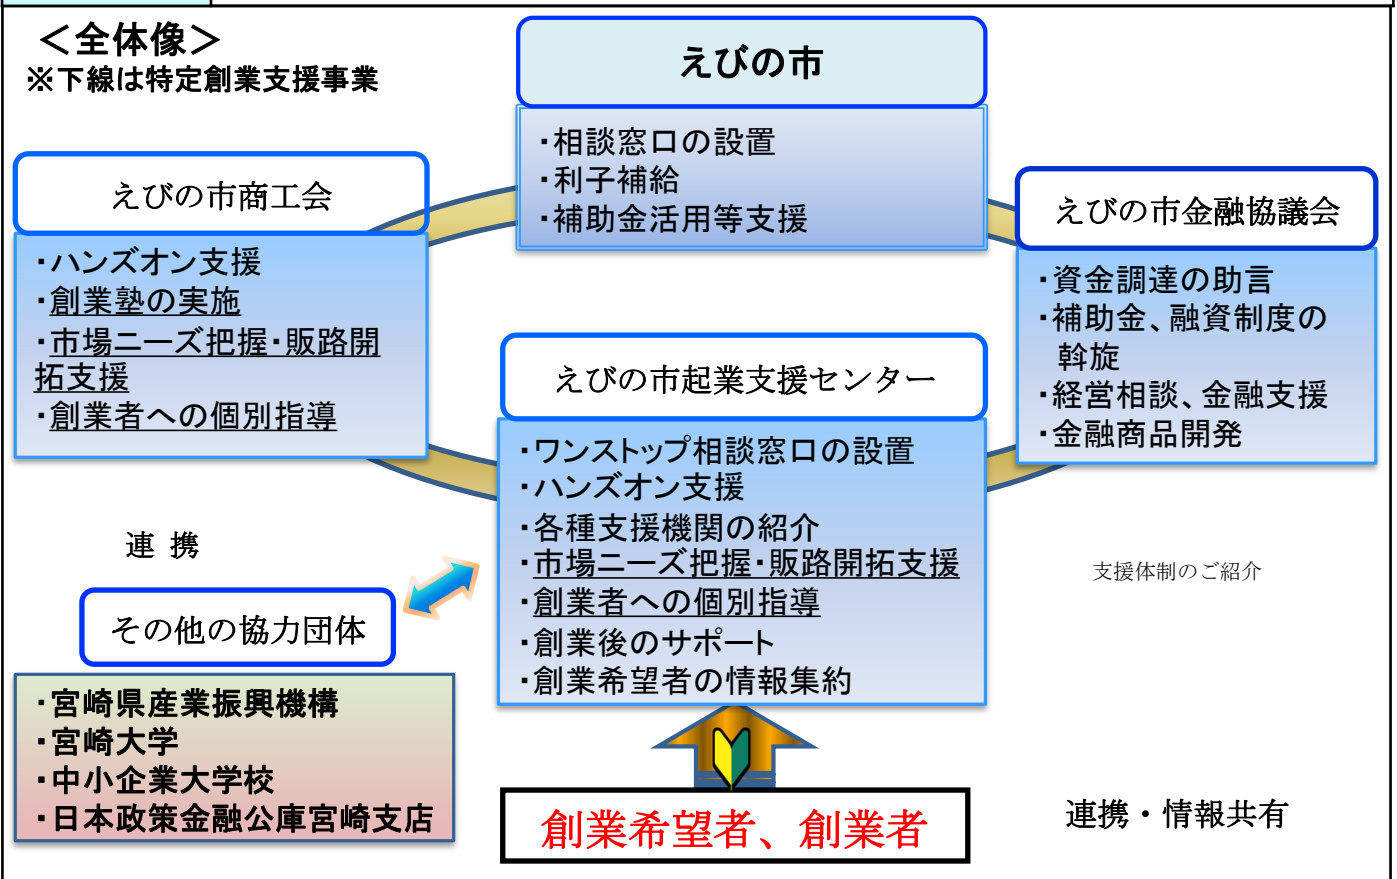 ＜全体像＞
※下線は特定創業支援事業
えびの市
・相談窓口の設置
・利子補給
・補助金活用等支援
えびの市商工会
・ハンズオン支援
・創業塾の実施
・市場ニーズ把握・販路開
拓支援
・創業者への個別指導
えびの市金融協議会
・資金調達の助言
・補助金、融資制度の
斡旋
・経営相談、金融支援
・金融商品開発
えびの市起業支援センター
・ワンストップ相談窓口の設置
・ハンズオン支援
・各種支援機関の紹介
・市場ニーズ把握・販路開拓支援
・創業者への個別指導
・創業後のサポート
・創業希望者の情報集約
連 携
支援体制のご紹介
その他の協力団体
・宮崎県産業振興機構
・宮崎大学
・中小企業大学校
・日本政策金融公庫宮崎支店
創業希望者、創業者
連携・情報共有